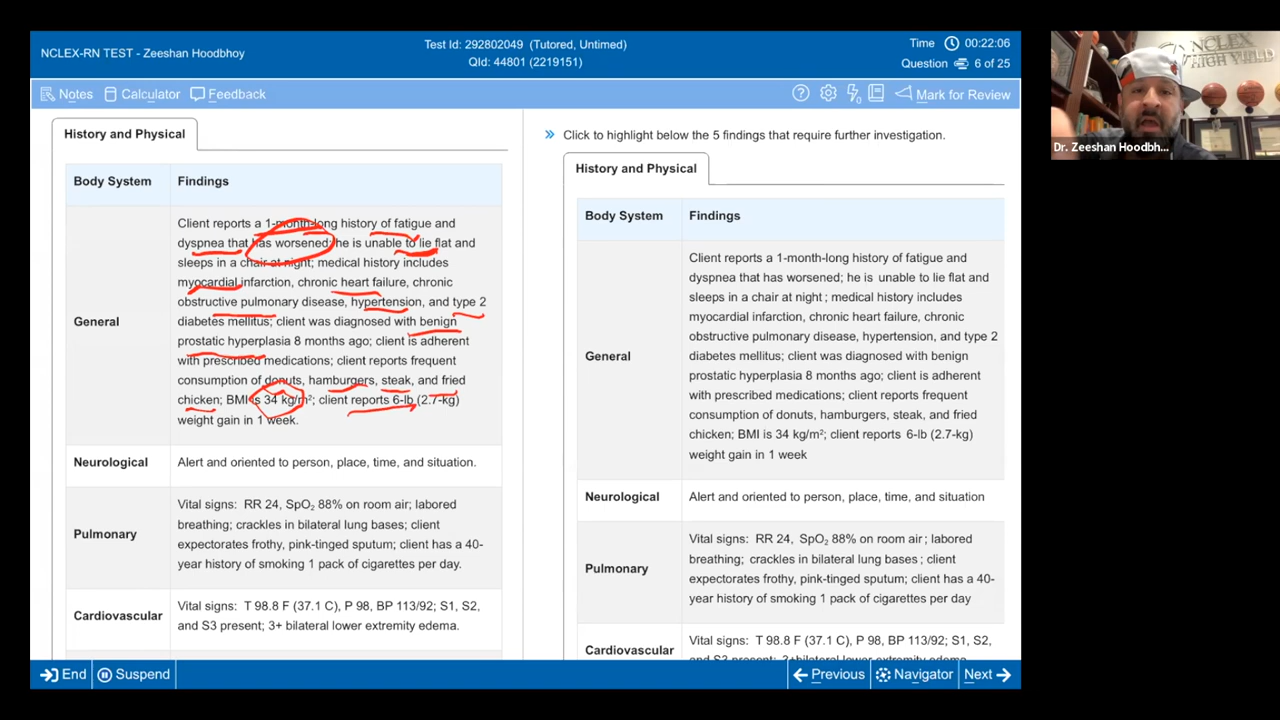 NCLEX-RN TEST - Zeeshan Hoodbhoy
Test Id: 292802049 (Tutored, Untimed)
QId: 44801 (2219151)
Time 00:22:06
Question 6 of 25
Notes Calculator Feedback
Mark for Review
NCLEX
HIGH YIELD
Dr. Zeeshan Hoodbh...
History and Physical
Body System Findings
General
Client reports a 1-month-long history of fatigue and
dyspnea that has worsened; he is unable to lie flat and
sleeps in a chair at night; medical history includes
myocardial infarction, chronic heart failure, chronic
obstructive pulmonary disease, hypertension, and type 2
diabetes mellitus; client was diagnosed with benign
prostatic hyperplasia 8 months ago; client is adherent
with prescribed medications; client reports frequent
consumption of donuts, hamburgers, steak, and fried
chicken; BMI is 34 kg/m²; client reports 6-lb (2.7-kg)
weight gain in 1 week.
Neurological
Alert and oriented to person, place, time, and situation.
Pulmonary
Vital signs: RR 24, SpO₂ 88% on room air; labored
breathing; crackles in bilateral lung bases; client
expectorates frothy, pink-tinged sputum; client has a 40-
year history of smoking 1 pack of cigarettes per day.
Cardiovascular
Vital signs: T 98.8 F (37.1 C), P 98, BP 113/92; S1, S2,
and S3 present; 3+ bilateral lower extremity edema.
Click to highlight below the 5 findings that require further investigation.
History and Physical
Body System Findings
General
Client reports a 1-month-long history of fatigue and
dyspnea that has worsened; he is unable to lie flat and
sleeps in a chair at night ; medical history includes
myocardial infarction, chronic heart failure, chronic
obstructive pulmonary disease, hypertension, and type 2
diabetes mellitus; client was diagnosed with benign
prostatic hyperplasia 8 months ago; client is adherent
with prescribed medications; client reports frequent
consumption of donuts, hamburgers, steak, and fried
chicken; BMI is 34 kg/m²; client reports 6-lb (2.7-kg)
weight gain in 1 week
Neurological
Alert and oriented to person, place, time, and situation
Pulmonary
Vital signs: RR 24, SpO₂ 88% on room air ; labored
breathing; crackles in bilateral lung bases ; client
expectorates frothy, pink-tinged sputum; client has a 40-
year history of smoking 1 pack of cigarettes per day
Cardiovascular
Vital signs: T 98.8 F (37.1 C), P 98, BP 113/92; S1, S2,
and S3 present; 3+bilateral lower extremity edema
End Suspend
Previous Navigator Next